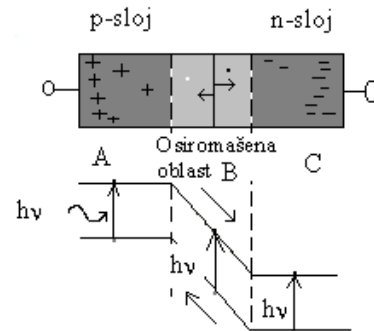 p-sloj
n-sloj
Osiromašena
oblast
A
B
C
hν
hν
hν